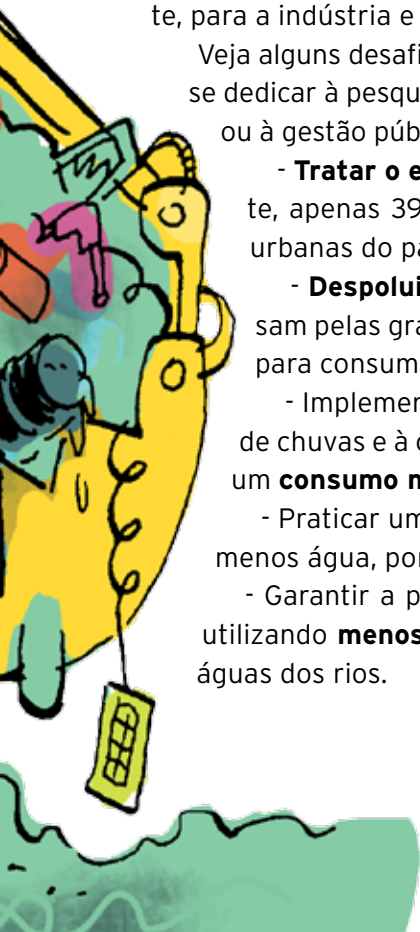 te, para a indústria e
Veja alguns desafi
se dedicar à pesqu
ou à gestão púb
- Tratar o e
te, apenas 39
urbanas do pa
- Despolui
sam pelas gra
para consum
- Implemen
de chuvas e à c
um consumo n
- Praticar um
menos água, por
- Garantir a p
utilizando menos
águas dos rios.